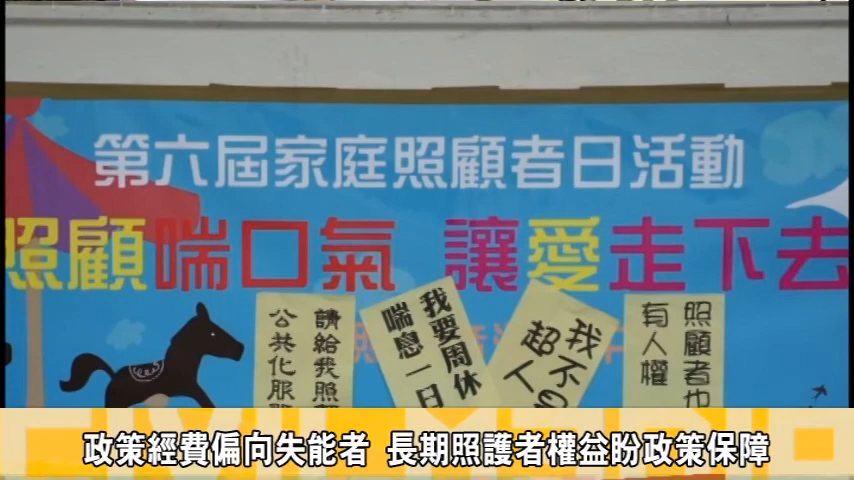 第六屆家庭照顧者日活動
照顧喘口氣 讓愛走下去
請給我照
公共化服
我要周休
喘息一日
我不
超人
照顧者也
有人權
政策經費偏向失能者 長期照護者權益盼政策保障